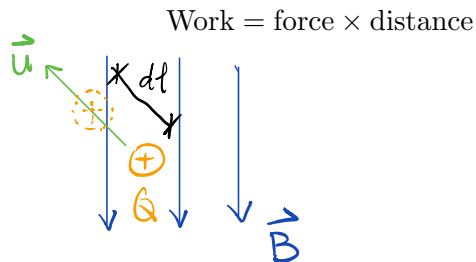 Work = force × distance
u⃗
dl
+
+
Q
B⃗